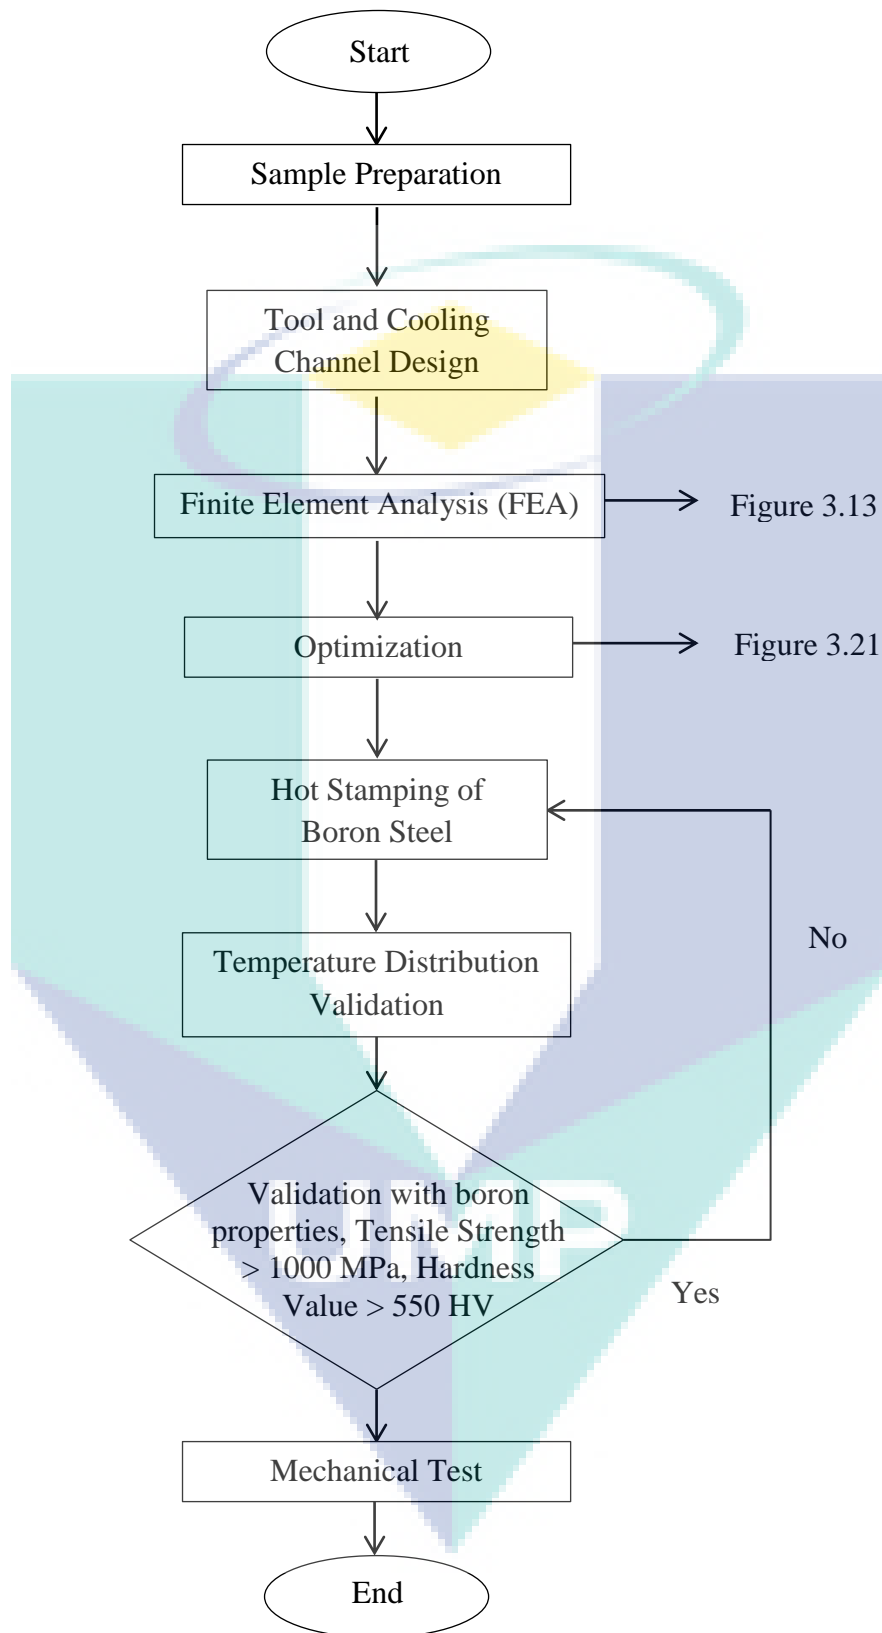 Start
Sample Preparation
Tool and Cooling
Channel Design
Finite Element Analysis (FEA)
Figure 3.13
Optimization
Figure 3.21
Hot Stamping of
Boron Steel
No
Temperature Distribution
Validation
UMP
Validation with boron
properties, Tensile Strength
> 1000 MPa, Hardness
Value > 550 HV
Yes
Mechanical Test
End